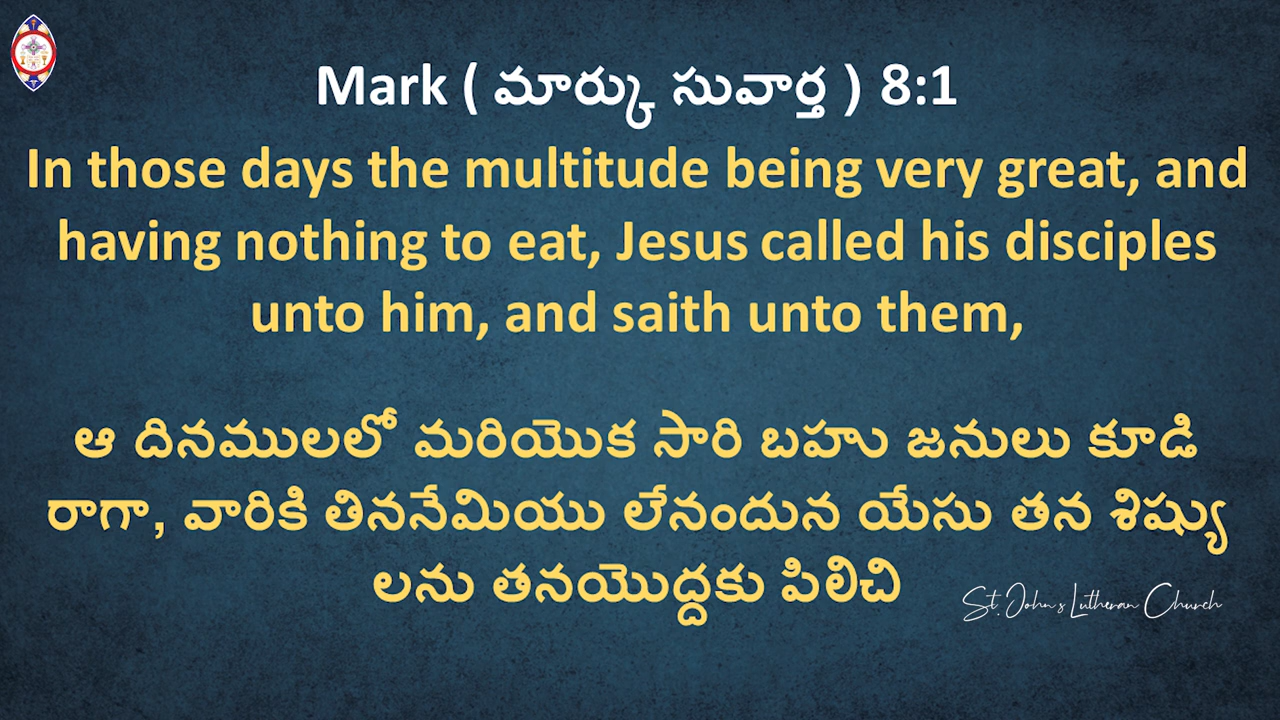 Mark ( మార్కు సువార్త ) 8:1
In those days the multitude being very great, and
having nothing to eat, Jesus called his disciples
unto him, and saith unto them,
ఆ దినములలో మరియొక సారి బహు జనులు కూడి
రాగా, వారికి తిననేమియు లేనందున యేసు తన శిష్యు
లను తనయొద్దకు పిలిచి
St. John's Lutheran Church